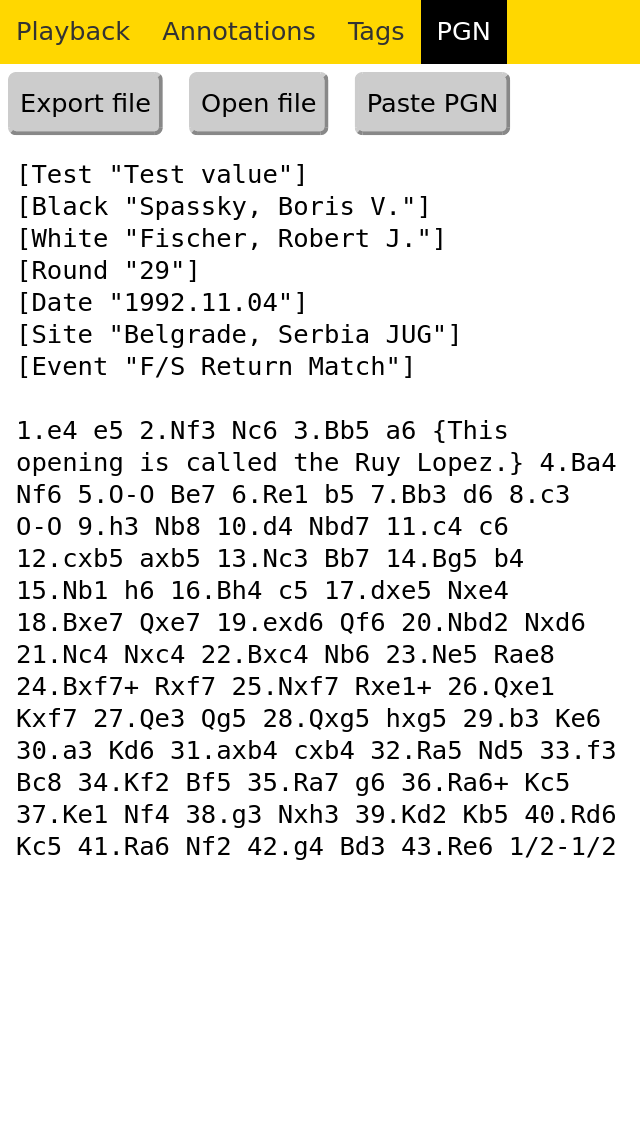 Playback Annotations Tags PGN
Export file Open file Paste PGN
[Test "Test value"]
[Black "Spassky, Boris V."]
[White "Fischer, Robert J."]
[Round "29"]
[Date "1992.11.04"]
[Site "Belgrade, Serbia JUG"]
[Event "F/S Return Match"]
1.e4 e5 2.Nf3 Nc6 3.Bb5 a6 {This
opening is called the Ruy Lopez.} 4.Ba4
Nf6 5.O-O Be7 6.Re1 b5 7.Bb3 d6 8.c3
O-O 9.h3 Nb8 10.d4 Nbd7 11.c4 c6
12.cxb5 axb5 13.Nc3 Bb7 14.Bg5 b4
15.Nb1 h6 16.Bh4 c5 17.dxe5 Nxe4
18.Bxe7 Qxe7 19.exd6 Qf6 20.Nbd2 Nxd6
21.Nc4 Nxc4 22.Bxc4 Nb6 23.Ne5 Rae8
24.Bxf7+ Rxf7 25.Nxf7 Rxe1+ 26.Qxe1
Kxf7 27.Qe3 Qg5 28.Qxg5 hxg5 29.b3 Ke6
30.a3 Kd6 31.axb4 cxb4 32.Ra5 Nd5 33.f3
Bc8 34.Kf2 Bf5 35.Ra7 g6 36.Ra6+ Kc5
37.Ke1 Nf4 38.g3 Nxh3 39.Kd2 Kb5 40.Rd6
Kc5 41.Ra6 Nf2 42.g4 Bd3 43.Re6 1/2-1/2